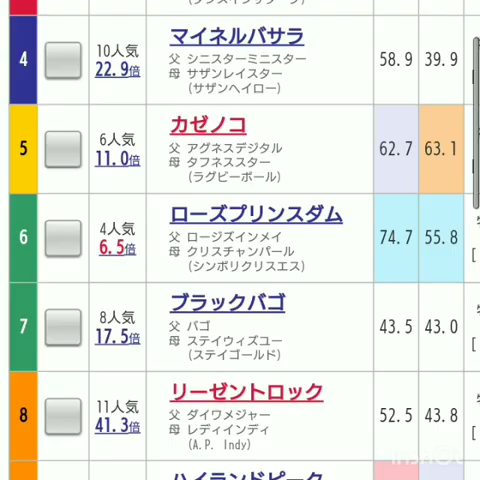 4
10人気
22.9倍
マイネルバサラ
父 シニスターミニスター
母 サザンレイスター
(サザンヘイロー)
58.9
39.9
5
6人気
11.0倍
カゼノコ
父 アグネスデジタル
母 タフネススター
(ラグビーボール)
62.7
63.1
6
4人気
6.5倍
ローズプリンスダム
父 ロージズインメイ
母 クリスチャンパール
(シンボリクリスエス)
74.7
55.8
7
8人気
17.5倍
ブラックバゴ
父 バゴ
母 ステイウィズユー
(ステイゴールド)
43.5
43.0
8
11人気
41.3倍
リーゼントロック
父 ダイワメジャー
母 レディインディ
(A.P. Indy)
52.5
43.8
InShOt
ハイランドピーク